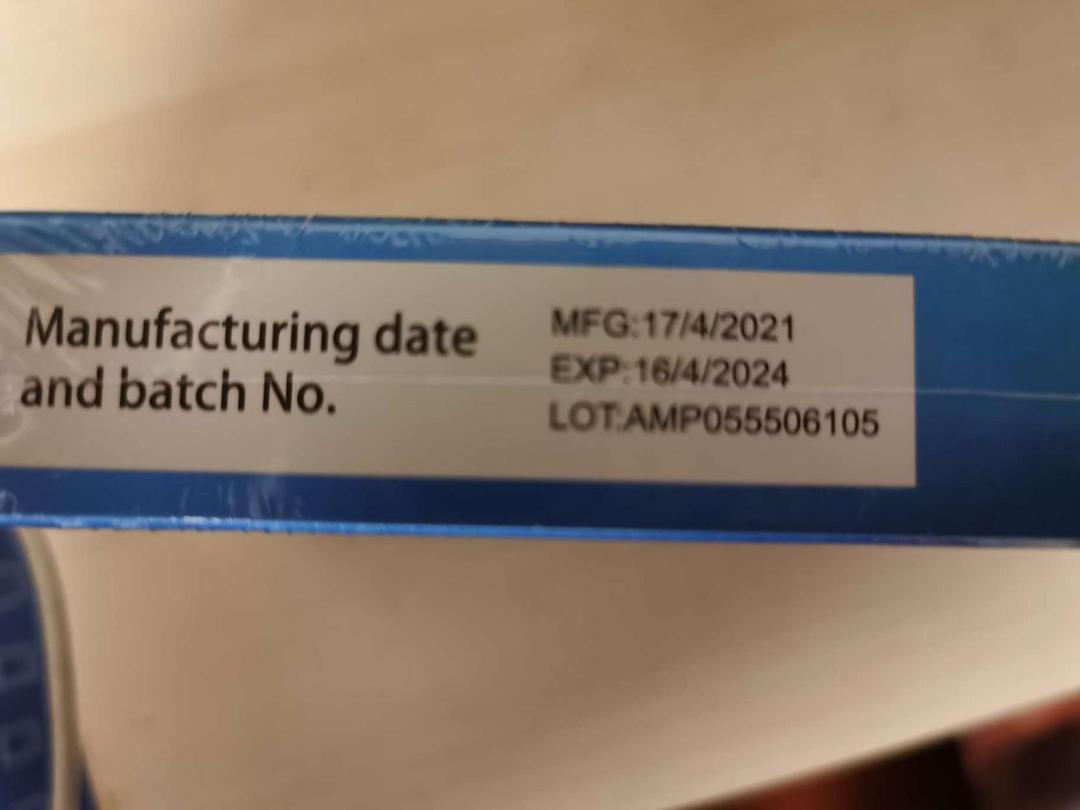 Manufacturing date
and batch No.
MFG:17/4/2021
EXP:16/4/2024
LOT:AMP055506105